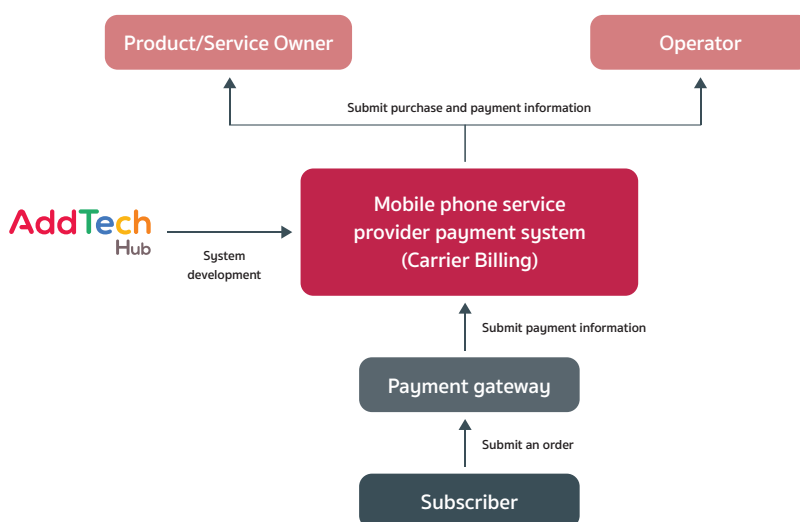 Product/Service Owner
Operator
Submit purchase and payment information
Mobile phone service
provider payment system
(Carrier Billing)
AddTech
Hub
System
development
Submit payment information
Payment gateway
Submit an order
Subscriber